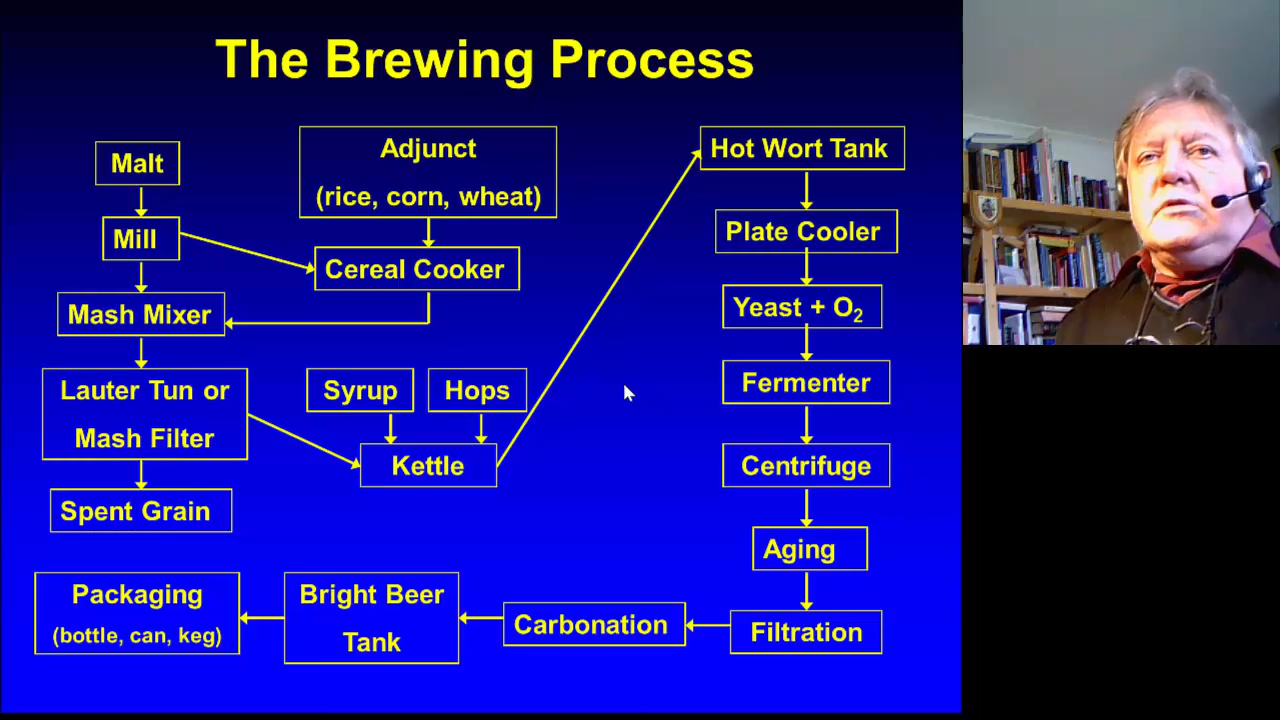 The Brewing Process
Malt
Mill
Mash Mixer
Lauter Tun or
Mash Filter
Spent Grain
Adjunct
(rice, corn, wheat)
Cereal Cooker
Syrup
Hops
Kettle
Hot Wort Tank
Plate Cooler
Yeast + O₂
Fermenter
Centrifuge
Aging
Filtration
Carbonation
Bright Beer
Tank
Packaging
(bottle, can, keg)